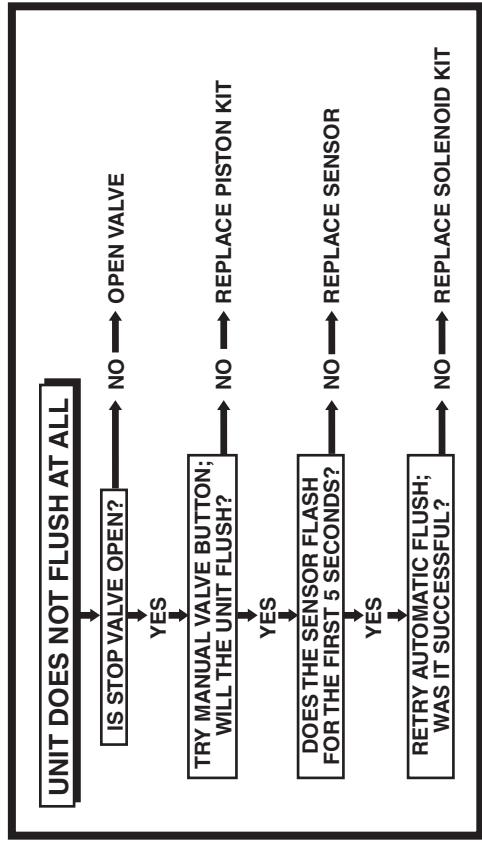 UNIT DOES NOT FLUSH AT ALL
IS STOP VALVE OPEN?
NO
OPEN VALVE
YES
TRY MANUAL VALVE BUTTON;
WILL THE UNIT FLUSH?
NO
REPLACE PISTON KIT
YES
DOES THE SENSOR FLASH
FOR THE FIRST 5 SECONDS?
NO
REPLACE SENSOR
YES
RETRY AUTOMATIC FLUSH;
WAS IT SUCCESSFUL?
NO
REPLACE SOLENOID KIT